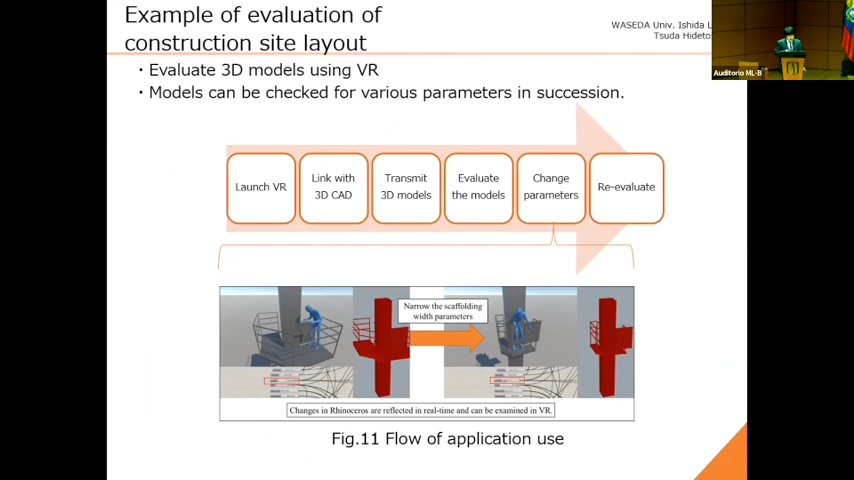 Example of evaluation of
construction site layout
WASEDA Univ. Ishida
Tsuda
Auditorio ML-B
・Evaluate 3D models using VR
・Models can be checked for various parameters in succession.
Launch VR
Link with
3D CAD
Transmit
3D models
Evaluate
the models
Change
parameters
Re-evaluate
Narrow the scaffolding
width parameters
Changes in Rhinoceros are reflected in real-time and can be examined in VR.
Fig.11 Flow of application use